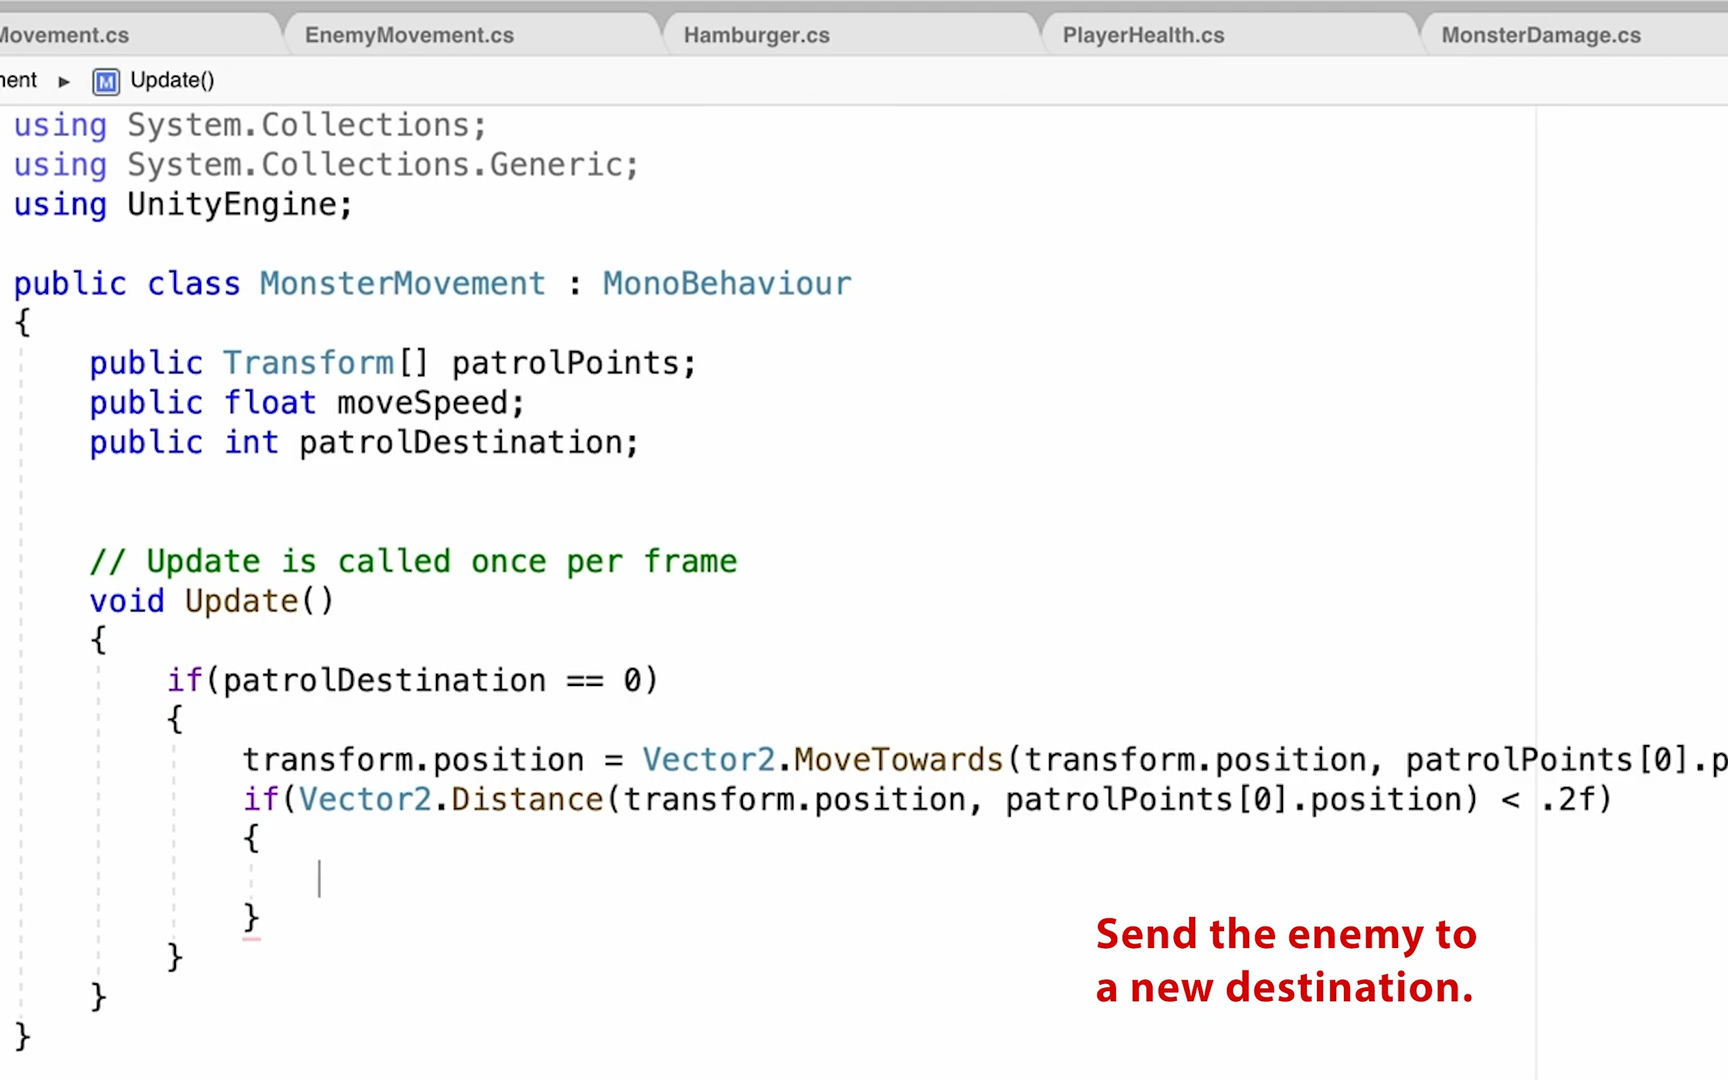 Movement.cs EnemyMovement.cs Hamburger.cs PlayerHealth.cs MonsterDamage.cs
ment ▸ M Update()
using System.Collections;
using System.Collections.Generic;
using UnityEngine;
public class MonsterMovement : MonoBehaviour
{
public Transform[] patrolPoints;
public float moveSpeed;
public int patrolDestination;
// Update is called once per frame
void Update()
{
if(patrolDestination == 0)
{
transform.position = Vector2.MoveTowards(transform.position, patrolPoints[0].p
if(Vector2.Distance(transform.position, patrolPoints[0].position) < .2f)
{
}
}
}
}
Send the enemy to
a new destination.